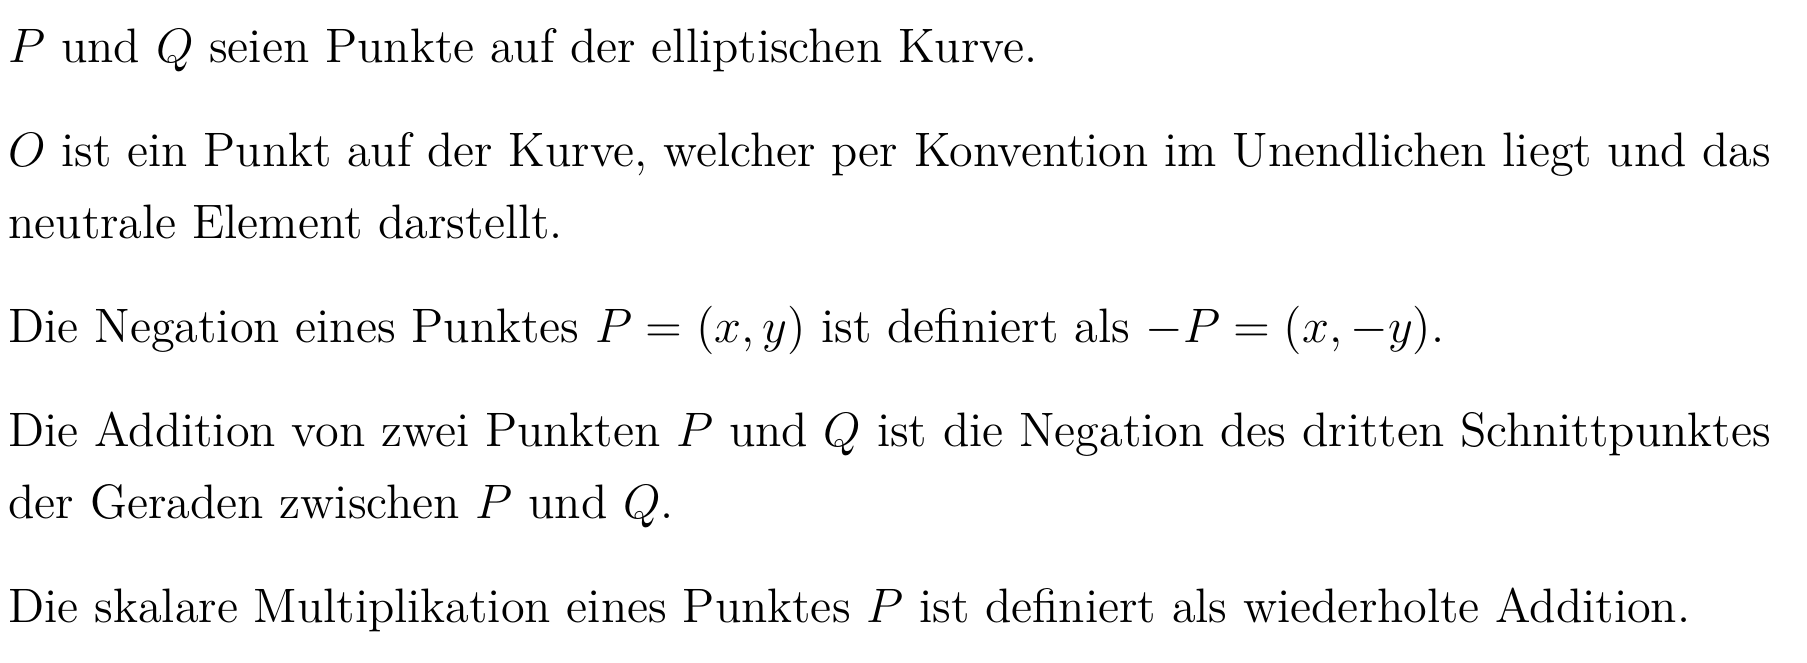 P und Q seien Punkte auf der elliptischen Kurve.
O ist ein Punkt auf der Kurve, welcher per Konvention im Unendlichen liegt und das
neutrale Element darstellt.
Die Negation eines Punktes P = (x, y) ist definiert als −P = (x, −y).
Die Addition von zwei Punkten P und Q ist die Negation des dritten Schnittpunktes
der Geraden zwischen P und Q.
Die skalare Multiplikation eines Punktes P ist definiert als wiederholte Addition.